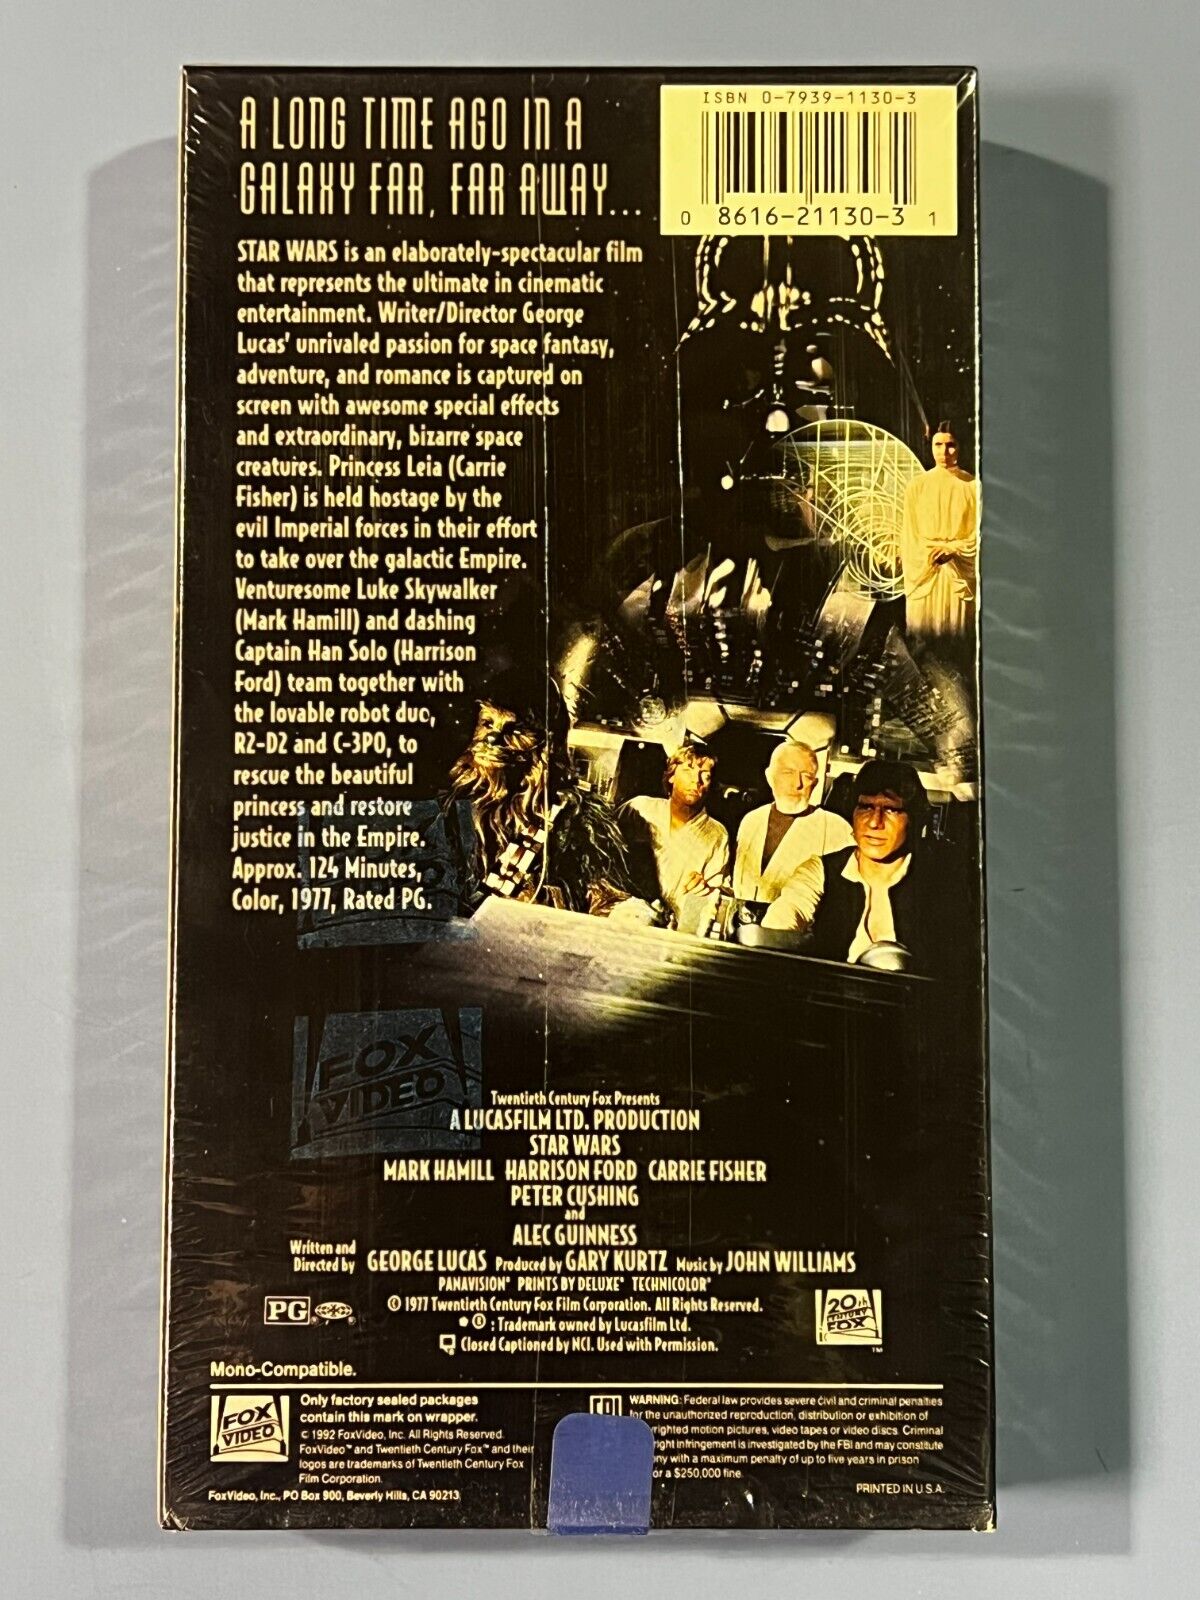 A LONG TIME AGO IN A
GALAXY FAR, FAR AWAY...
ISBN 0-7939-1130-3
0 8616-21130-3 1
STAR WARS is an elaborately-spectacular film
that represents the ultimate in cinematic
entertainment. Writer/Director George
Lucas' unrivaled passion for space fantasy,
adventure, and romance is captured on
screen with awesome special effects
and extraordinary, bizarre space
creatures. Princess Leia (Carrie
Fisher) is held hostage by the
evil Imperial forces in their effort
to take over the galactic Empire.
Venturesome Luke Skywalker
(Mark Hamill) and dashing
Captain Han Solo (Harrison
Ford) team together with
the lovable robot duo,
R2-D2 and C-3PO, to
rescue the beautiful
princess and restore
justice in the Empire.
Approx. 124 Minutes,
Color, 1977, Rated PG.
FOX
VIDEO
Twentieth Century Fox Presents
A LUCASFILM LTD. PRODUCTION
STAR WARS
MARK HAMILL HARRISON FORD CARRIE FISHER
PETER CUSHING
and
ALEC GUINNESS
Written and
Directed by GEORGE LUCAS Produced by GARY KURTZ Music by JOHN WILLIAMS
PANAVISION® PRINTS BY DELUXE® TECHNICOLOR®
PG
© 1977 Twentieth Century Fox Film Corporation. All Rights Reserved.
* ® : Trademark owned by Lucasfilm Ltd.
Closed Captioned by NCI. Used with Permission.
20th
CENTURY
FOX
TM
Mono-Compatible.
FOX
VIDEO
Only factory sealed packages
contain this mark on wrapper.
© 1992 FoxVideo, Inc. All Rights Reserved.
FoxVideo™ and Twentieth Century Fox™ and their
logos are trademarks of Twentieth Century Fox
Film Corporation.
FoxVideo, Inc., PO Box 900, Beverly Hills, CA 90213
FBI
WARNING: Federal law provides severe civil and criminal penalties
for the unauthorized reproduction, distribution or exhibition of
righted motion pictures, video tapes or video discs. Criminal
right infringement is investigated by the FBI and may constitute
ny with a maximum penalty of up to five years in prison
or a $250,000 fine.
PRINTED IN U.S.A.